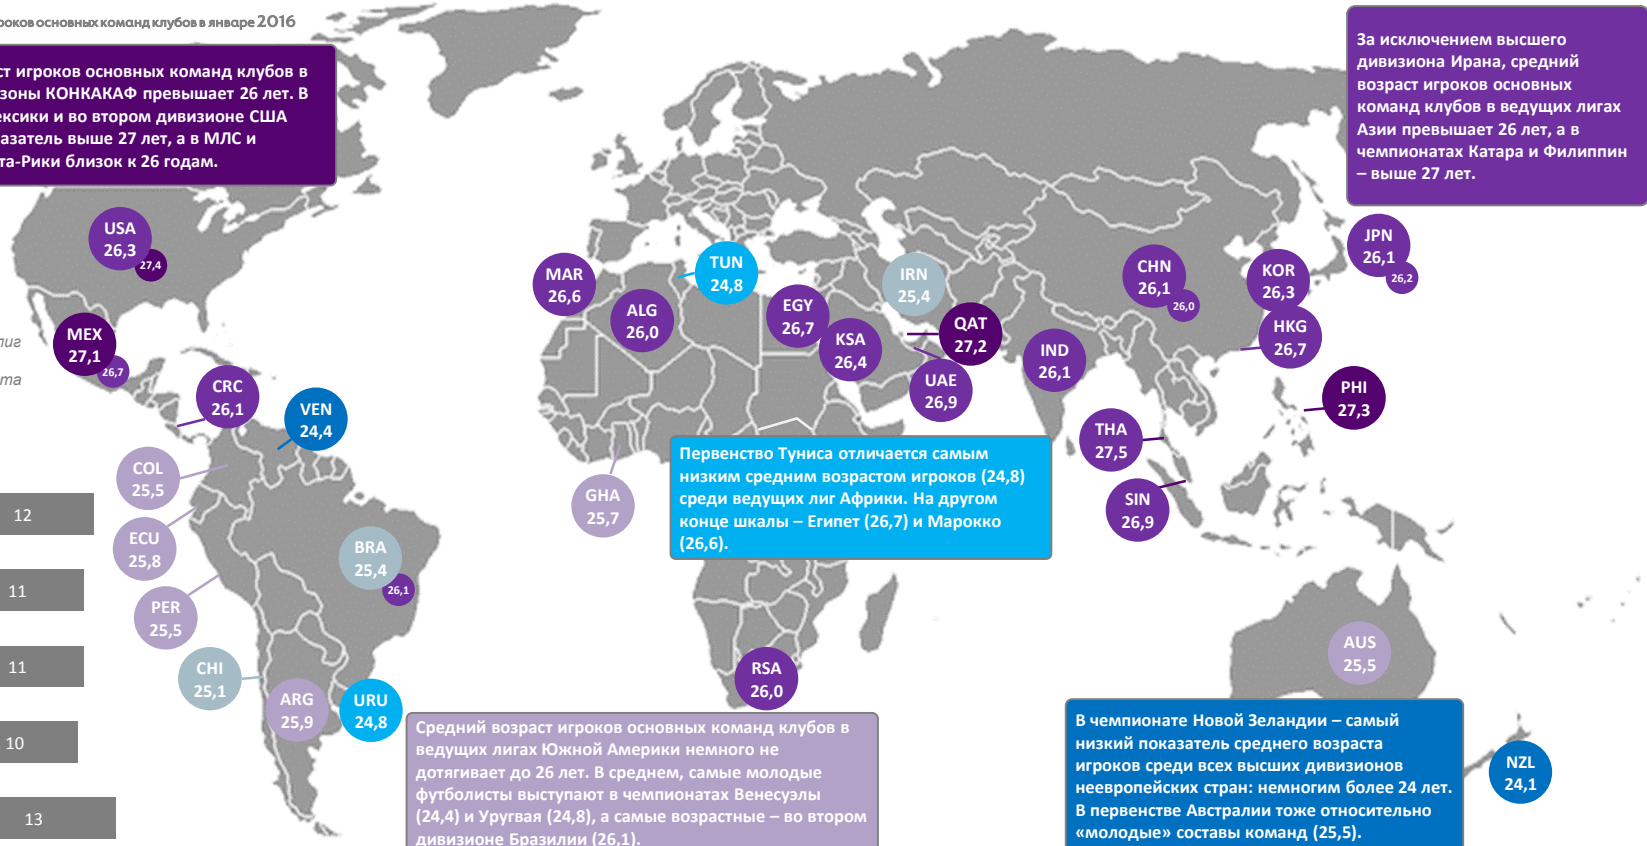 роков основных команд клубов в январе 2016
ст игроков основных команд клубов в
зоны КОНКАКАФ превышает 26 лет. В
ексики и во втором дивизионе США
казатель выше 27 лет, а в МЛС и
та-Рики близок к 26 годам.
За исключением высшего
дивизиона Ирана, средний
возраст игроков основных
команд клубов в ведущих лигах
Азии превышает 26 лет, а в
чемпионатах Катара и Филиппин
– выше 27 лет.
USA
26,3
27,4
MEX
27,1
26,7
лиг
та
CRC
26,1
VEN
24,4
COL
25,5
ECU
25,8
PER
25,5
CHI
25,1
ARG
25,9
URU
24,8
BRA
25,4
26,1
12
11
11
10
13
MAR
26,6
ALG
26,0
TUN
24,8
EGY
26,7
KSA
26,4
IRN
25,4
QAT
27,2
UAE
26,9
IND
26,1
CHN
26,1
26,0
KOR
26,3
JPN
26,1
26,2
HKG
26,7
PHI
27,3
THA
27,5
SIN
26,9
GHA
25,7
RSA
26,0
AUS
25,5
NZL
24,1
Первенство Туниса отличается самым
низким средним возрастом игроков (24,8)
среди ведущих лиг Африки. На другом
конце шкалы – Египет (26,7) и Марокко
(26,6).
Средний возраст игроков основных команд клубов в
ведущих лигах Южной Америки немного не
дотягивает до 26 лет. В среднем, самые молодые
футболисты выступают в чемпионатах Венесуэлы
(24,4) и Уругвая (24,8), а самые возрастные – во втором
дивизионе Бразилии (26,1).
В чемпионате Новой Зеландии – самый
низкий показатель среднего возраста
игроков среди всех высших дивизионов
неевропейских стран: немногим более 24 лет.
В первенстве Австралии тоже относительно
«молодые» составы команд (25,5).